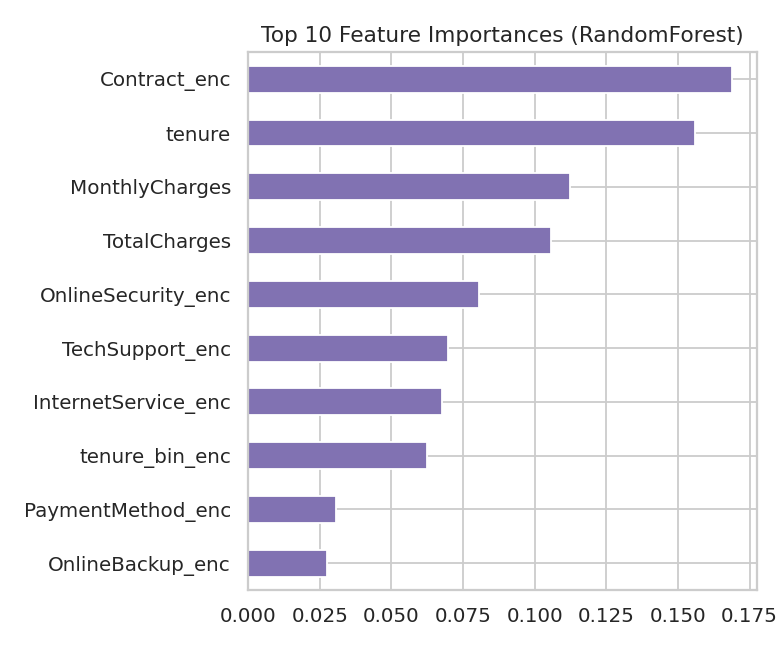 Top 10 Feature Importances (RandomForest)
Contract_enc
tenure
MonthlyCharges
TotalCharges
OnlineSecurity_enc
TechSupport_enc
InternetService_enc
tenure_bin_enc
PaymentMethod_enc
OnlineBackup_enc
0.000 0.025 0.050 0.075 0.100 0.125 0.150 0.175